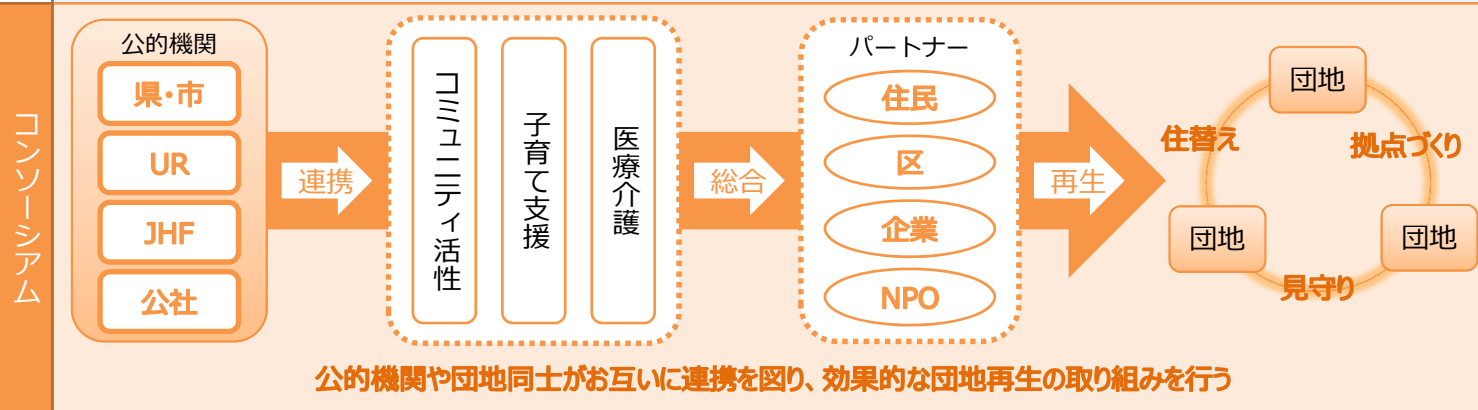 コンソーシアム
公的機関
県・市
UR
JHF
公社
連携
コミュニティ活性
子育て支援
医療介護
総合
パートナー
住民
区
企業
NPO
再生
団地
住替え
拠点づくり
団地
団地
見守り
公的機関や団地同士がお互いに連携を図り、効果的な団地再生の取り組みを行う